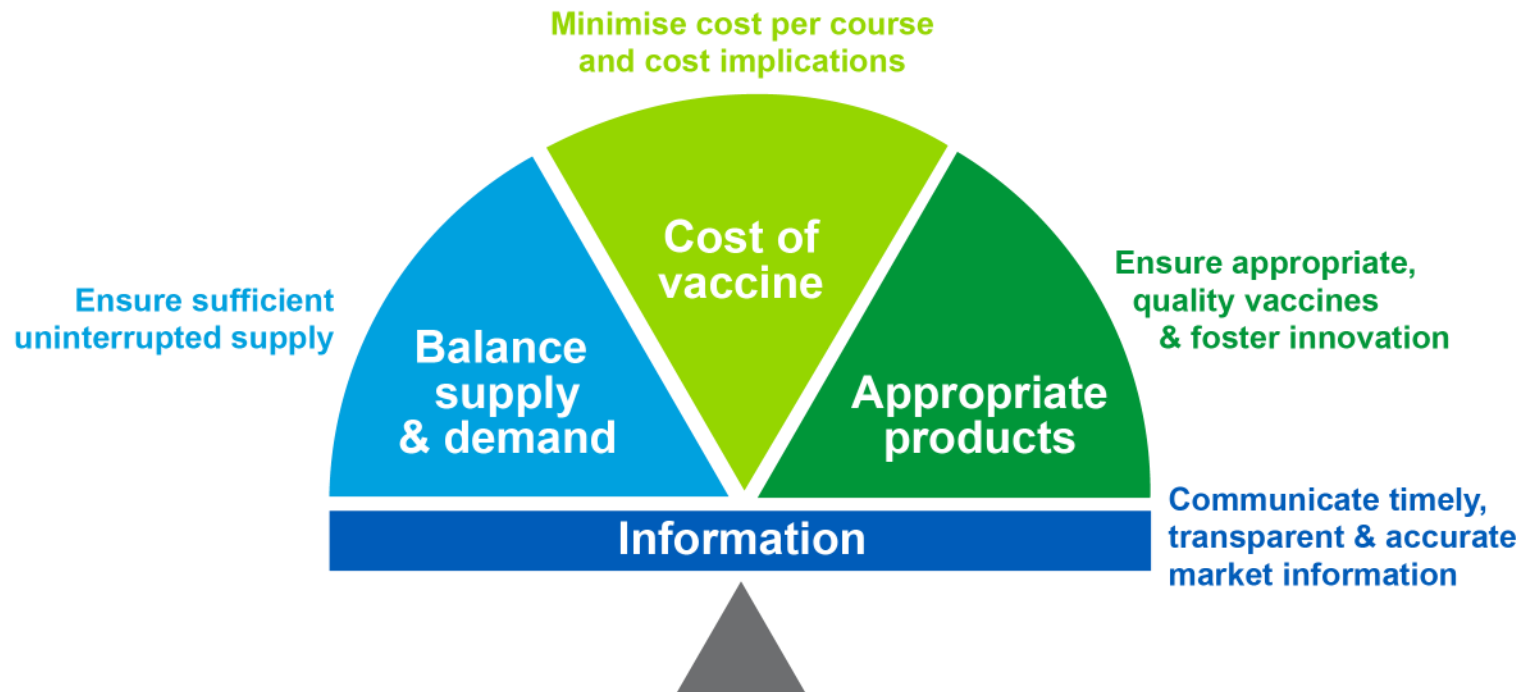 Minimise cost per course
and cost implications
Cost of
vaccine
Ensure sufficient
uninterrupted supply
Balance
supply
& demand
Ensure appropriate,
quality vaccines
& foster innovation
Appropriate
products
Information
Communicate timely,
transparent & accurate
market information